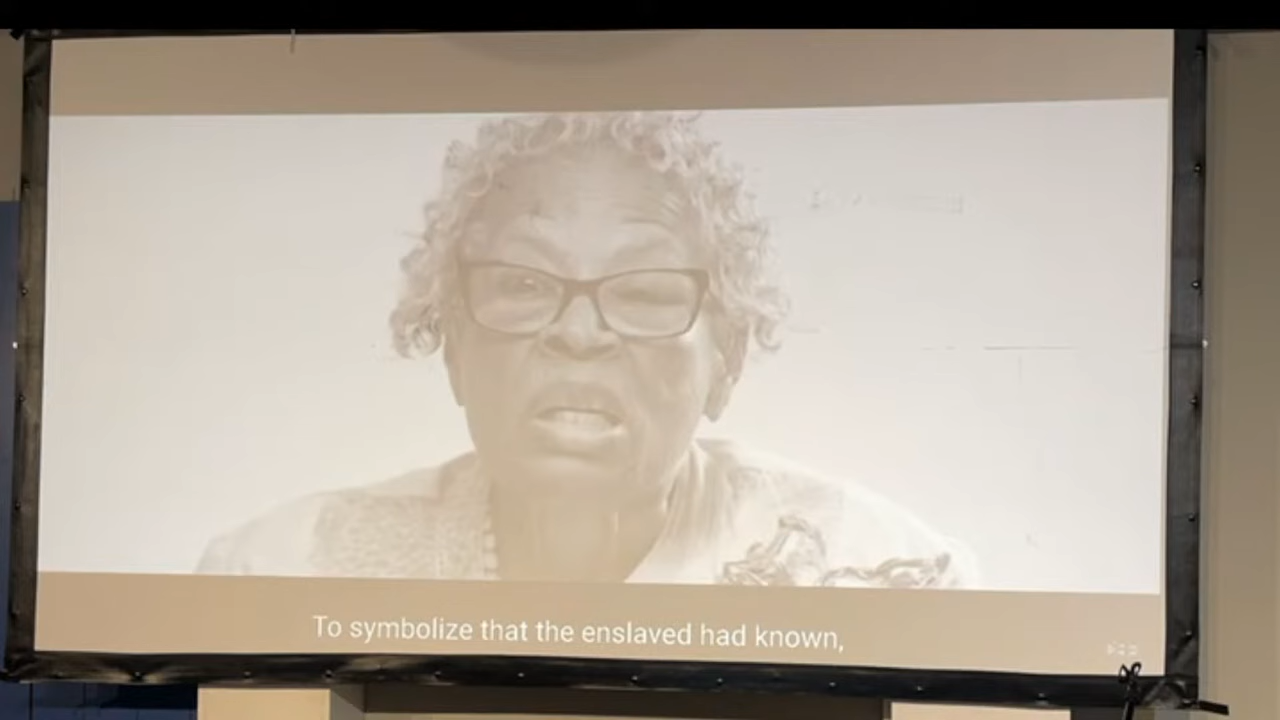 To symbolize that the enslaved had known,